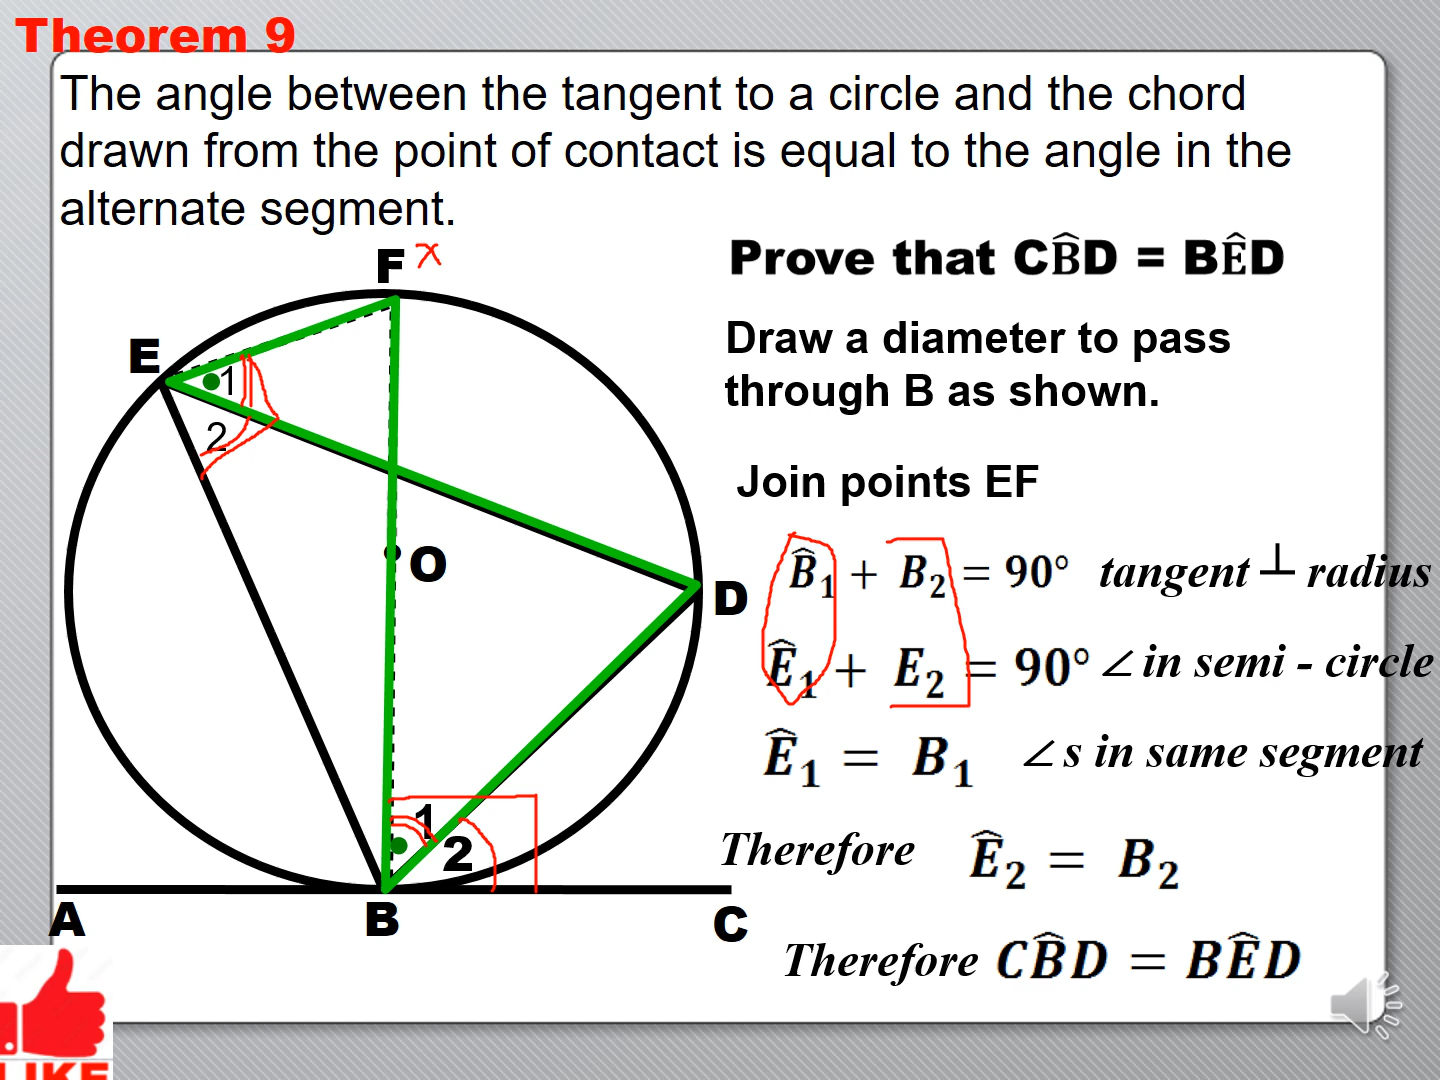 Theorem 9
The angle between the tangent to a circle and the chord
drawn from the point of contact is equal to the angle in the
alternate segment.
F x
E
1
2
O
D
1
2
A
B
C
Prove that CB̂D = BÊD
Draw a diameter to pass
through B as shown.
Join points EF
B̂₁ + B₂ = 90° tangent ⊥ radius
Ê₁ + E₂ = 90° ∠ in semi - circle
Ê₁ = B₁ ∠s in same segment
Therefore Ê₂ = B₂
Therefore CB̂D = BÊD
LIKE